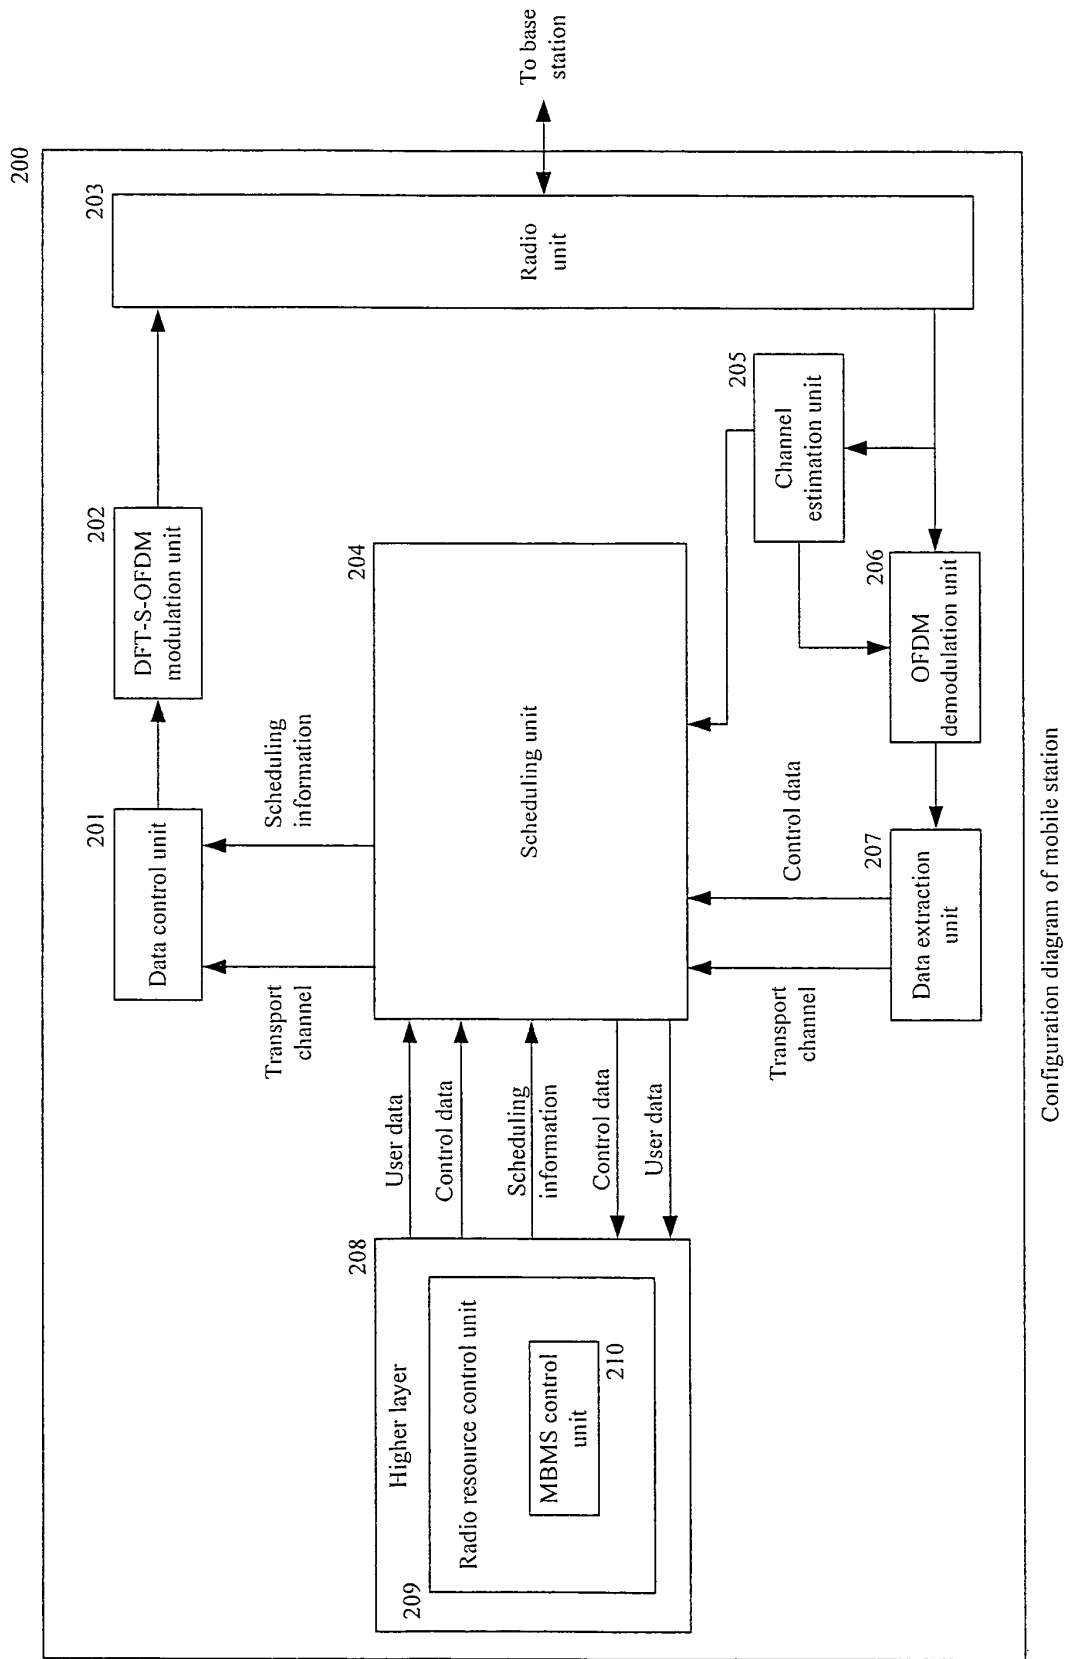 200
203
Radio
unit
To base
station
202
DFT-S-OFDM
modulation unit
201
Data control unit
Scheduling
information
Transport
channel
204
Scheduling unit
205
Channel
estimation unit
206
OFDM
demodulation unit
207
Data extraction
unit
Control data
Transport
channel
User data
Control data
Scheduling
information
Control data
User data
208
Higher layer
209
Radio resource control unit
210
MBMS control
unit
Configuration diagram of mobile station